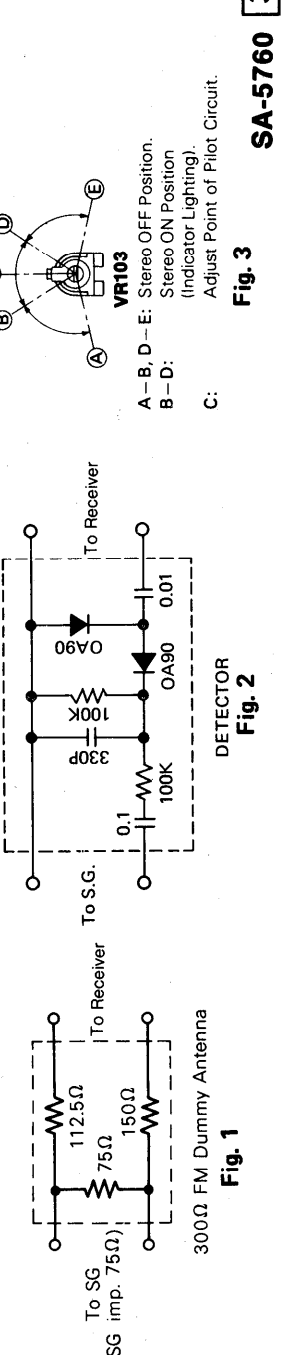 To SG
SG imp. 75Ω)
112.5Ω
75Ω
150Ω
To Receiver
300Ω FM Dummy Antenna
Fig. 1
To S.G.
0.1
330P
100K
100K
OA90
OA90
0.01
To Receiver
DETECTOR
Fig. 2
B
D
A
E
VR103
A – B, D – E: Stereo OFF Position.
B – D: Stereo ON Position
(Indicator Lighting).
C: Adjust Point of Pilot Circuit.
Fig. 3
SA-5760